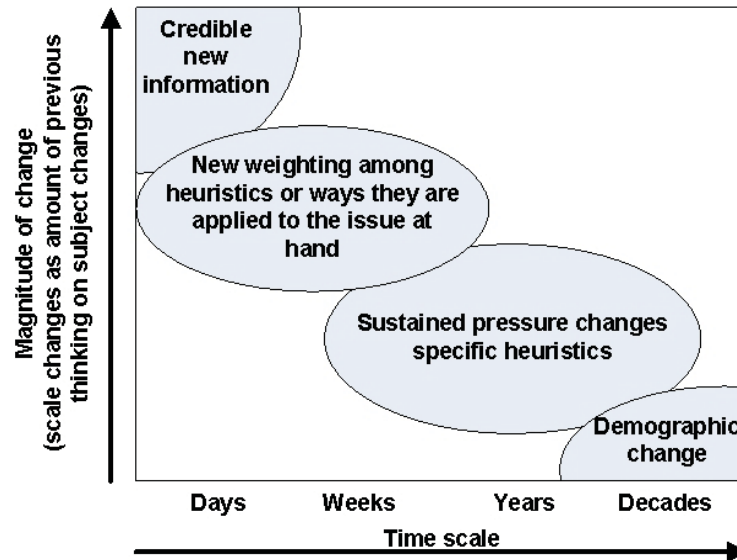 Magnitude of change
(scale changes as amount of previous
thinking on subject changes)
Credible
new
information
New weighting among
heuristics or ways they are
applied to the issue at
hand
Sustained pressure changes
specific heuristics
Demographic
change
Days Weeks Years Decades
Time scale